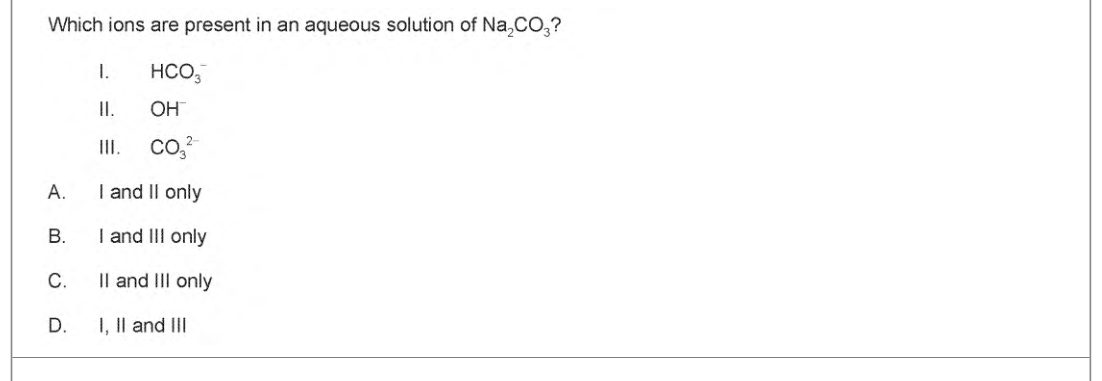 Which ions are present in an aqueous solution of Na₂CO₃?
I. HCO₃⁻
II. OH⁻
III. CO₃²⁻
A. I and II only
B. I and III only
C. II and III only
D. I, II and III